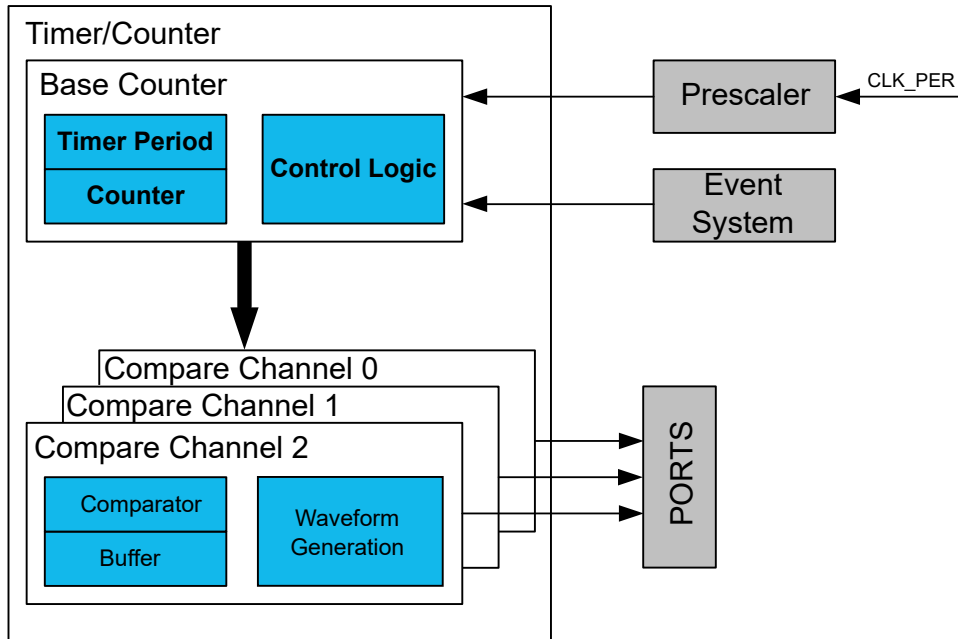 Timer/Counter
Base Counter
Timer Period
Counter
Control Logic
Prescaler
CLK_PER
Event
System
Compare Channel 0
Compare Channel 1
Compare Channel 2
Comparator
Buffer
Waveform
Generation
PORTS